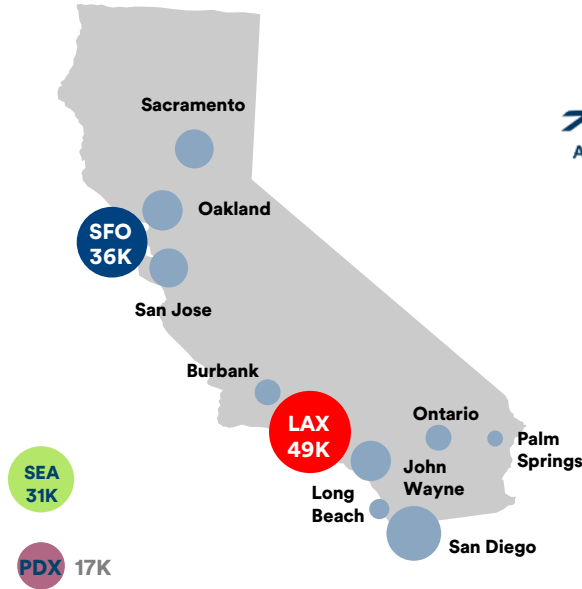 Sacramento
A
Oakland
SFO
36K
San Jose
Burbank
LAX
49K
Ontario
Palm
Springs
John
Wayne
Long
Beach
San Diego
SEA
31K
PDX 17K